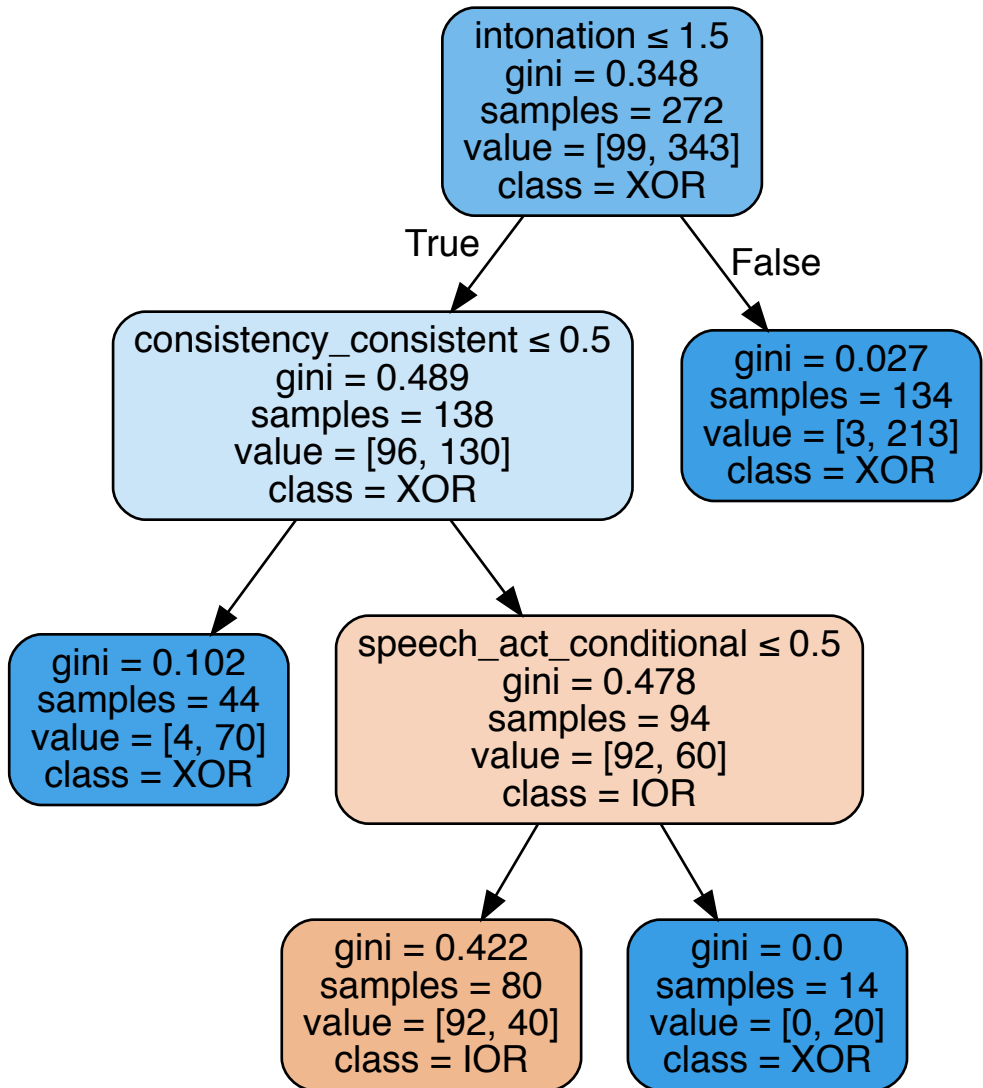 intonation ≤ 1.5
gini = 0.348
samples = 272
value = [99, 343]
class = XOR
True
False
consistency_consistent ≤ 0.5
gini = 0.489
samples = 138
value = [96, 130]
class = XOR
gini = 0.027
samples = 134
value = [3, 213]
class = XOR
gini = 0.102
samples = 44
value = [4, 70]
class = XOR
speech_act_conditional ≤ 0.5
gini = 0.478
samples = 94
value = [92, 60]
class = IOR
gini = 0.422
samples = 80
value = [92, 40]
class = IOR
gini = 0.0
samples = 14
value = [0, 20]
class = XOR